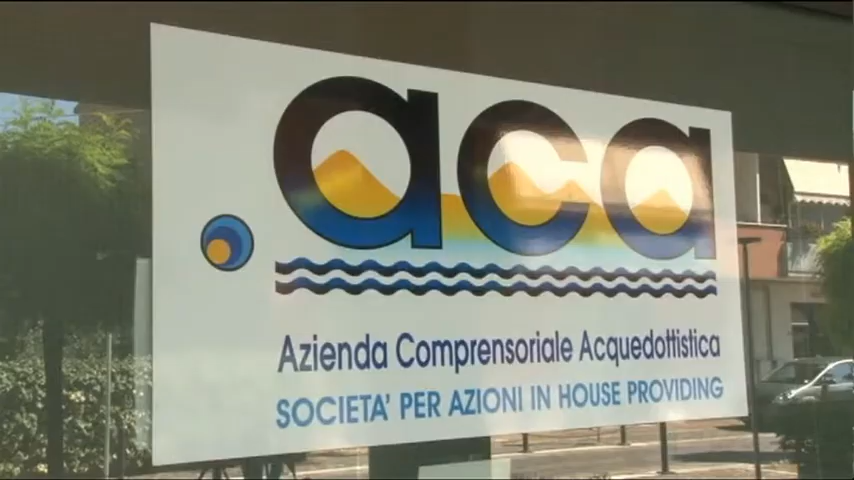 .aca
Azienda Comprensoriale Acquedottistica
SOCIETA' PER AZIONI IN HOUSE PROVIDING